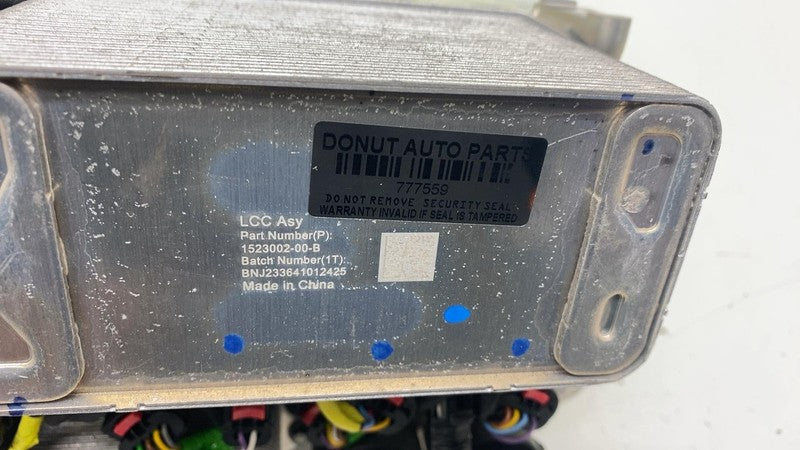 DONUT AUTO PARTS
777559
DO NOT REMOVE SECURITY SEAL
WARRANTY INVALID IF SEAL IS TAMPERED
LCC Asy
Part Number(P):
1523002-00-B
Batch Number(1T):
BNJ233641012425
Made in China